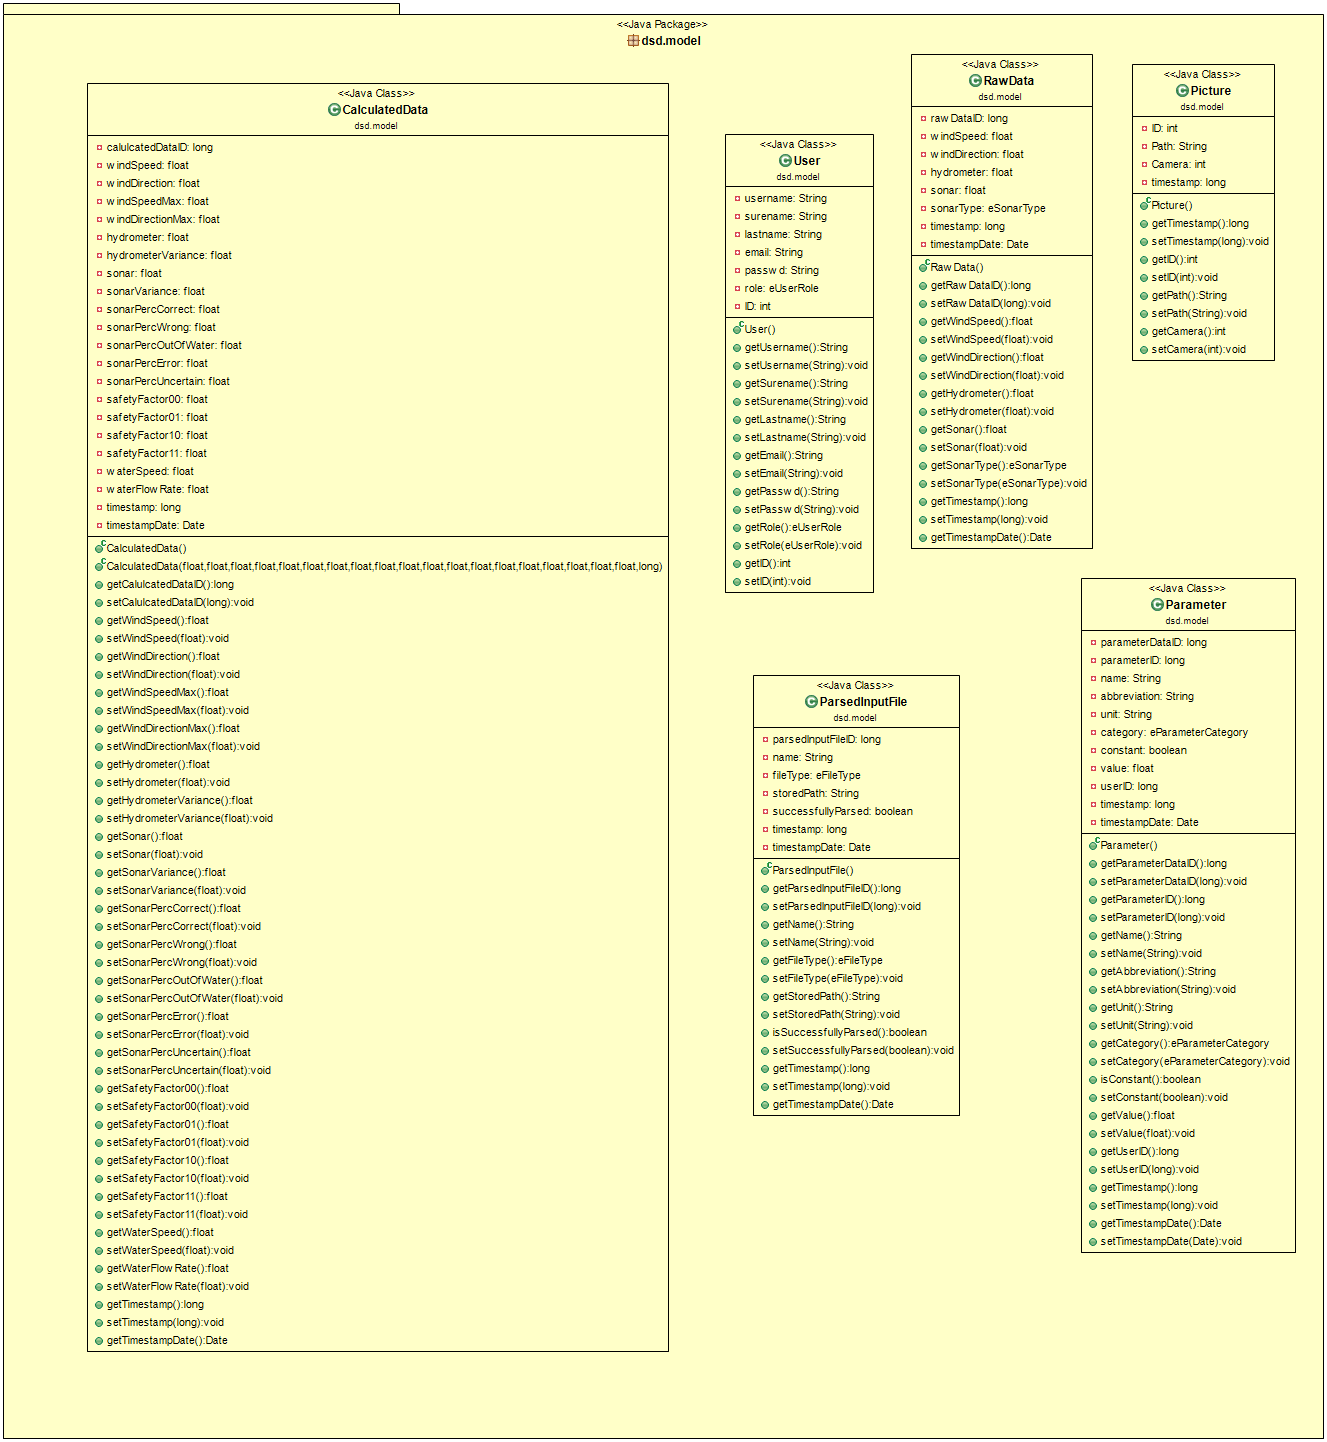 <<Java Package>>
dsd.model
<<Java Class>>
CalculatedData
dsd.model
calulcatedDataID: long
windSpeed: float
windDirection: float
windSpeedMax: float
windDirectionMax: float
hydrometer: float
hydrometerVariance: float
sonar: float
sonarVariance: float
sonarPercCorrect: float
sonarPercWrong: float
sonarPercOutOfWater: float
sonarPercError: float
sonarPercUncertain: float
safetyFactor00: float
safetyFactor01: float
safetyFactor10: float
safetyFactor11: float
waterSpeed: float
waterFlowRate: float
timestamp: long
timestampDate: Date
CalculatedData()
CalculatedData(float,float,float,float,float,float,float,float,float,float,float,float,float,float,float,float,float,float,float,long)
getCalulcatedDataID():long
setCalulcatedDataID(long):void
getWindSpeed():float
setWindSpeed(float):void
getWindDirection():float
setWindDirection(float):void
getWindSpeedMax():float
setWindSpeedMax(float):void
getWindDirectionMax():float
setWindDirectionMax(float):void
getHydrometer():float
setHydrometer(float):void
getHydrometerVariance():float
setHydrometerVariance(float):void
getSonar():float
setSonar(float):void
getSonarVariance():float
setSonarVariance(float):void
getSonarPercCorrect():float
setSonarPercCorrect(float):void
getSonarPercWrong():float
setSonarPercWrong(float):void
getSonarPercOutOfWater():float
setSonarPercOutOfWater(float):void
getSonarPercError():float
setSonarPercError(float):void
getSonarPercUncertain():float
setSonarPercUncertain(float):void
getSafetyFactor00():float
setSafetyFactor00(float):void
getSafetyFactor01():float
setSafetyFactor01(float):void
getSafetyFactor10():float
setSafetyFactor10(float):void
getSafetyFactor11():float
setSafetyFactor11(float):void
getWaterSpeed():float
setWaterSpeed(float):void
getWaterFlowRate():float
setWaterFlowRate(float):void
getTimestamp():long
setTimestamp(long):void
getTimestampDate():Date
<<Java Class>>
User
dsd.model
username: String
surename: String
lastname: String
email: String
passwd: String
role: eUserRole
ID: int
User()
getUsername():String
setUsername(String):void
getSurename():String
setSurename(String):void
getLastname():String
setLastname(String):void
getEmail():String
setEmail(String):void
getPasswd():String
setPasswd(String):void
getRole():eUserRole
setRole(eUserRole):void
getID():int
setID(int):void
<<Java Class>>
RawData
dsd.model
rawDataID: long
windSpeed: float
windDirection: float
hydrometer: float
sonar: float
sonarType: eSonarType
timestamp: long
timestampDate: Date
RawData()
getRawDataID():long
setRawDataID(long):void
getWindSpeed():float
setWindSpeed(float):void
getWindDirection():float
setWindDirection(float):void
getHydrometer():float
setHydrometer(float):void
getSonar():float
setSonar(float):void
getSonarType():eSonarType
setSonarType(eSonarType):void
getTimestamp():long
setTimestamp(long):void
getTimestampDate():Date
<<Java Class>>
Picture
dsd.model
ID: int
Path: String
Camera: int
timestamp: long
Picture()
getTimestamp():long
setTimestamp(long):void
getID():int
setID(int):void
getPath():String
setPath(String):void
getCamera():int
setCamera(int):void
<<Java Class>>
ParsedInputFile
dsd.model
parsedInputFileID: long
name: String
fileType: eFileType
storedPath: String
successfullyParsed: boolean
timestamp: long
timestampDate: Date
ParsedInputFile()
getParsedInputFileID():long
setParsedInputFileID(long):void
getName():String
setName(String):void
getFileType():eFileType
setFileType(eFileType):void
getStoredPath():String
setStoredPath(String):void
isSuccessfullyParsed():boolean
setSuccessfullyParsed(boolean):void
getTimestamp():long
setTimestamp(long):void
getTimestampDate():Date
<<Java Class>>
Parameter
dsd.model
parameterDataID: long
parameterID: long
name: String
abbreviation: String
unit: String
category: eParameterCategory
constant: boolean
value: float
userID: long
timestamp: long
timestampDate: Date
Parameter()
getParameterDataID():long
setParameterDataID(long):void
getParameterID():long
setParameterID(long):void
getName():String
setName(String):void
getAbbreviation():String
setAbbreviation(String):void
getUnit():String
setUnit(String):void
getCategory():eParameterCategory
setCategory(eParameterCategory):void
isConstant():boolean
setConstant(boolean):void
getValue():float
setValue(float):void
getUserID():long
setUserID(long):void
getTimestamp():long
setTimestamp(long):void
getTimestampDate():Date
setTimestampDate(Date):void